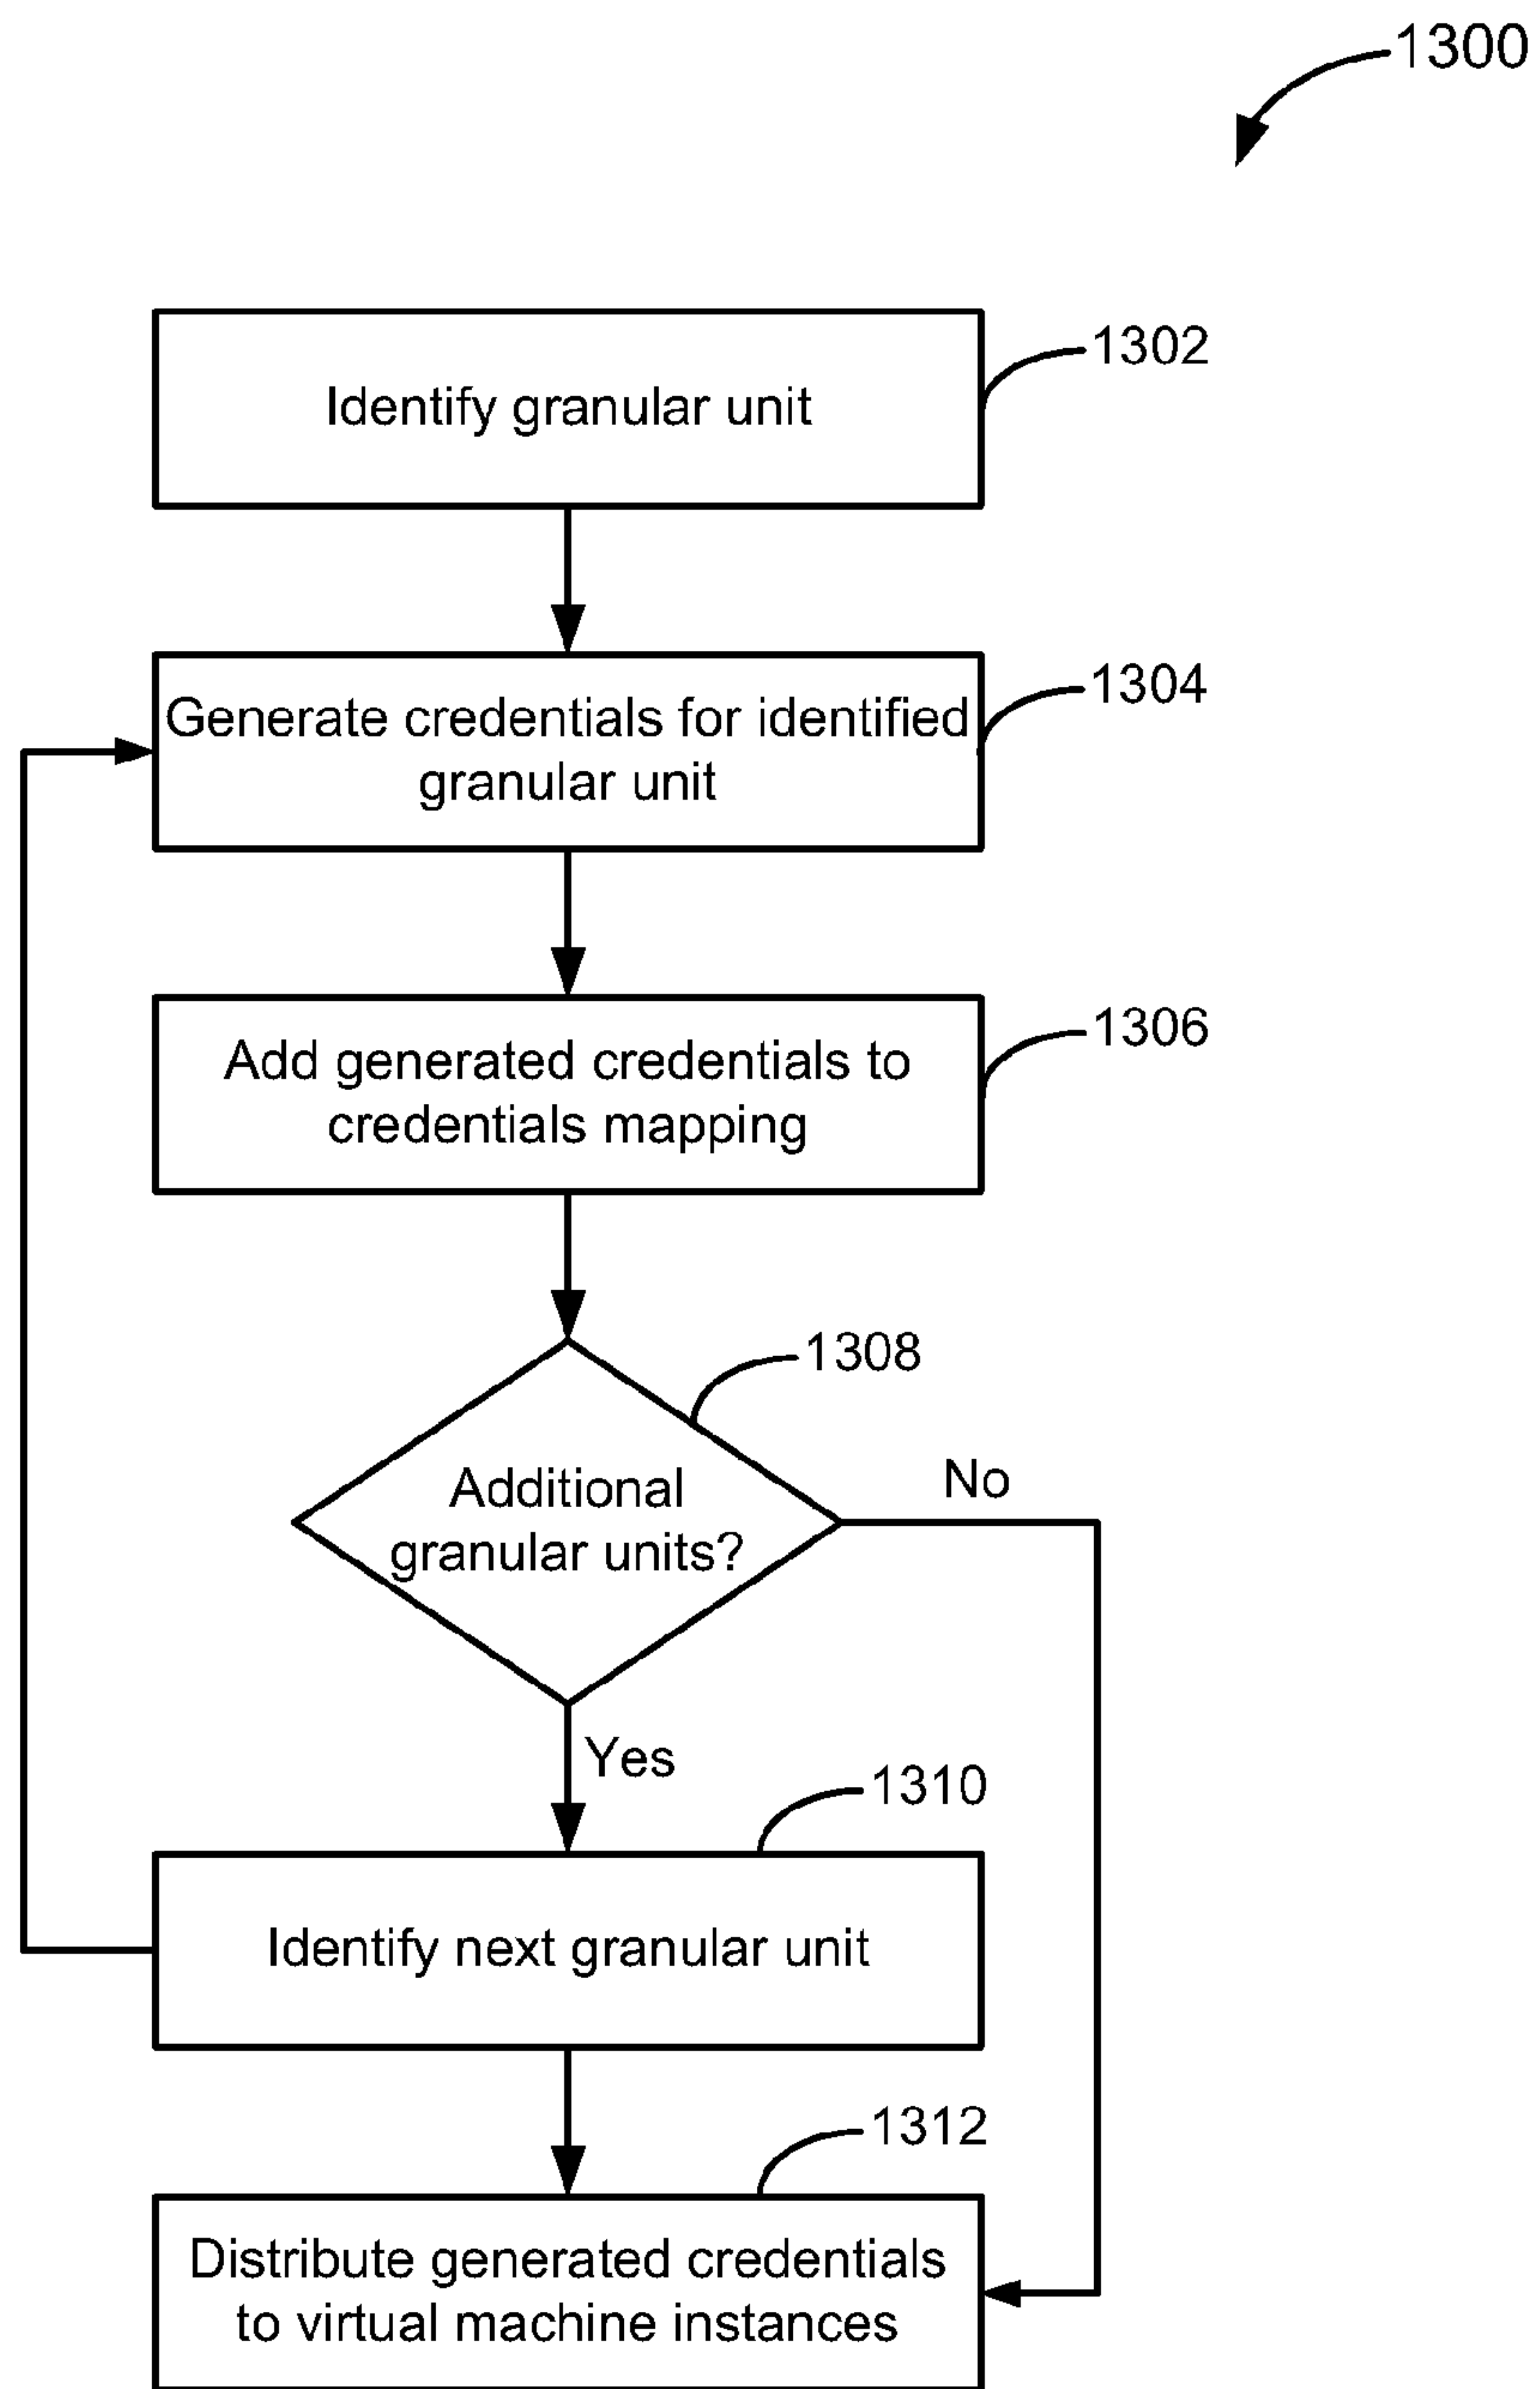 1300
Identify granular unit
1302
Generate credentials for identified
granular unit
1304
Add generated credentials to
credentials mapping
1306
1308
Additional
granular units?
No
Yes
1310
Identify next granular unit
1312
Distribute generated credentials
to virtual machine instances